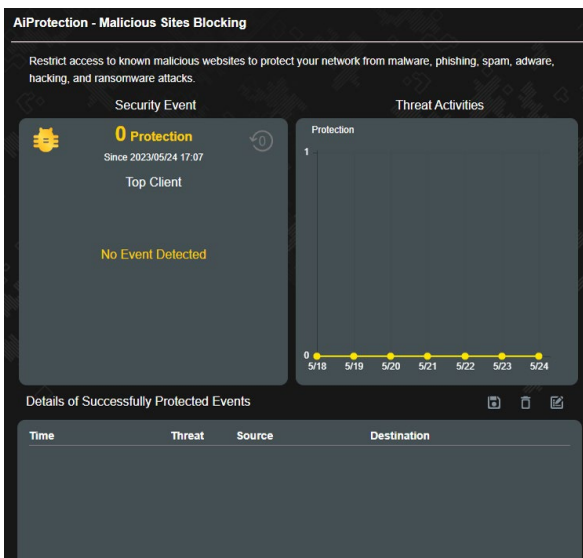 AiProtection - Malicious Sites Blocking
Restrict access to known malicious websites to protect your network from malware, phishing, spam, adware,
hacking, and ransomware attacks.
Security Event
0 Protection
Since 2023/05/24 17:07
0
Top Client
No Event Detected
Threat Activities
Protection
1
0
5/18 5/19 5/20 5/21 5/22 5/23 5/24
Details of Successfully Protected Events
Time Threat Source Destination